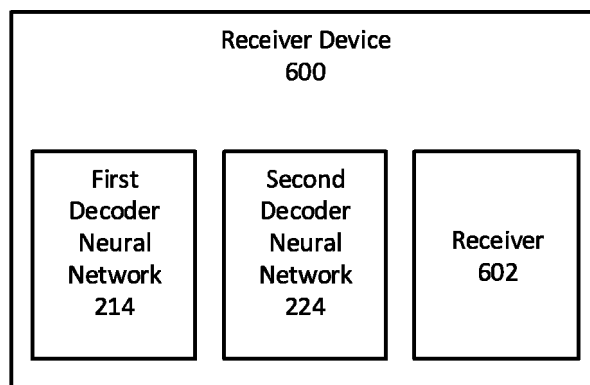 Receiver Device
600
First
Decoder
Neural
Network
214
Second
Decoder
Neural
Network
224
Receiver
602